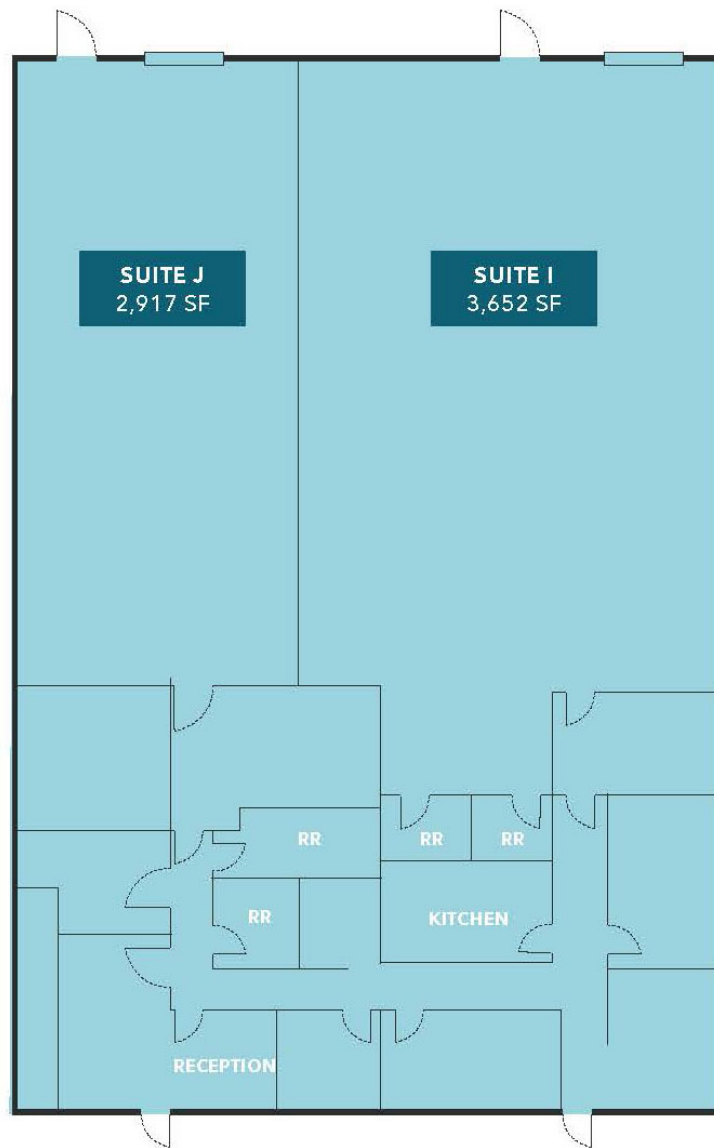 SUITE J
2,917 SF
SUITE I
3,652 SF
RR
RR
RR
RR
KITCHEN
RECEPTION